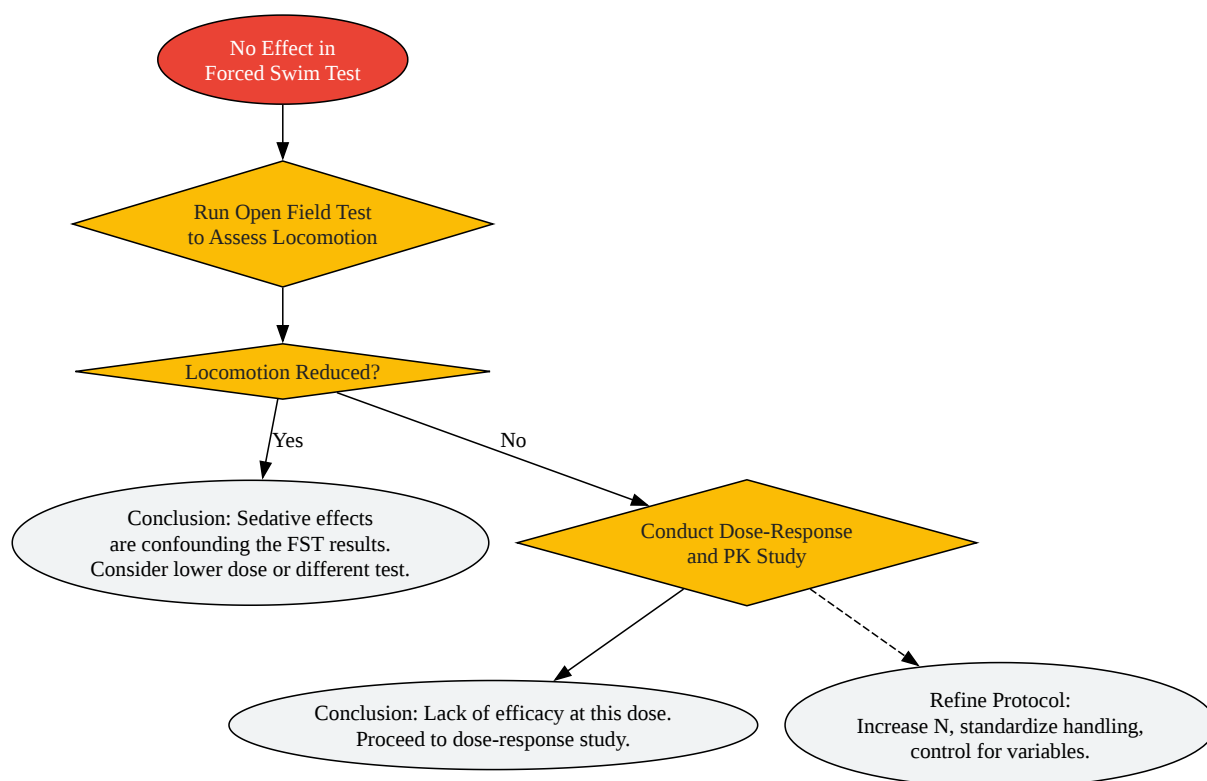 No Effect in
Forced Swim Test
Run Open Field Test
to Assess Locomotion
Locomotion Reduced?
Yes
No
Conclusion: Sedative effects
are confounding the FST results.
Consider lower dose or different test.
Conduct Dose-Response
and PK Study
Conclusion: Lack of efficacy at this dose.
Proceed to dose-response study.
Refine Protocol:
Increase N, standardize handling,
control for variables.